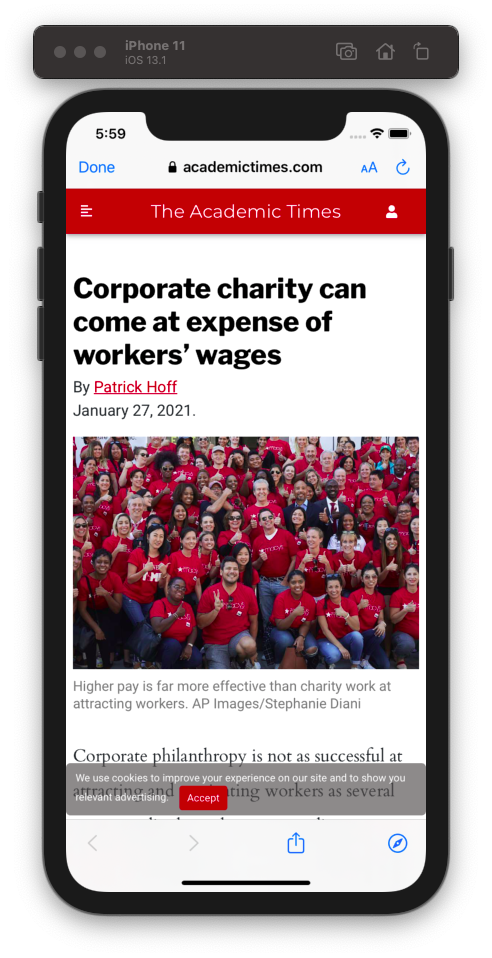 iPhone 11
iOS 13.1
5:59
Done
academictimes.com
AA
The Academic Times
Corporate charity can
come at expense of
workers’ wages
By Patrick Hoff
January 27, 2021.
Higher pay is far more effective than charity work at
attracting workers. AP Images/Stephanie Diani
Corporate philanthropy is not as successful at
We use cookies to improve your experience on our site and to show you
relevant advertising.
Accept
attracting and workers as several